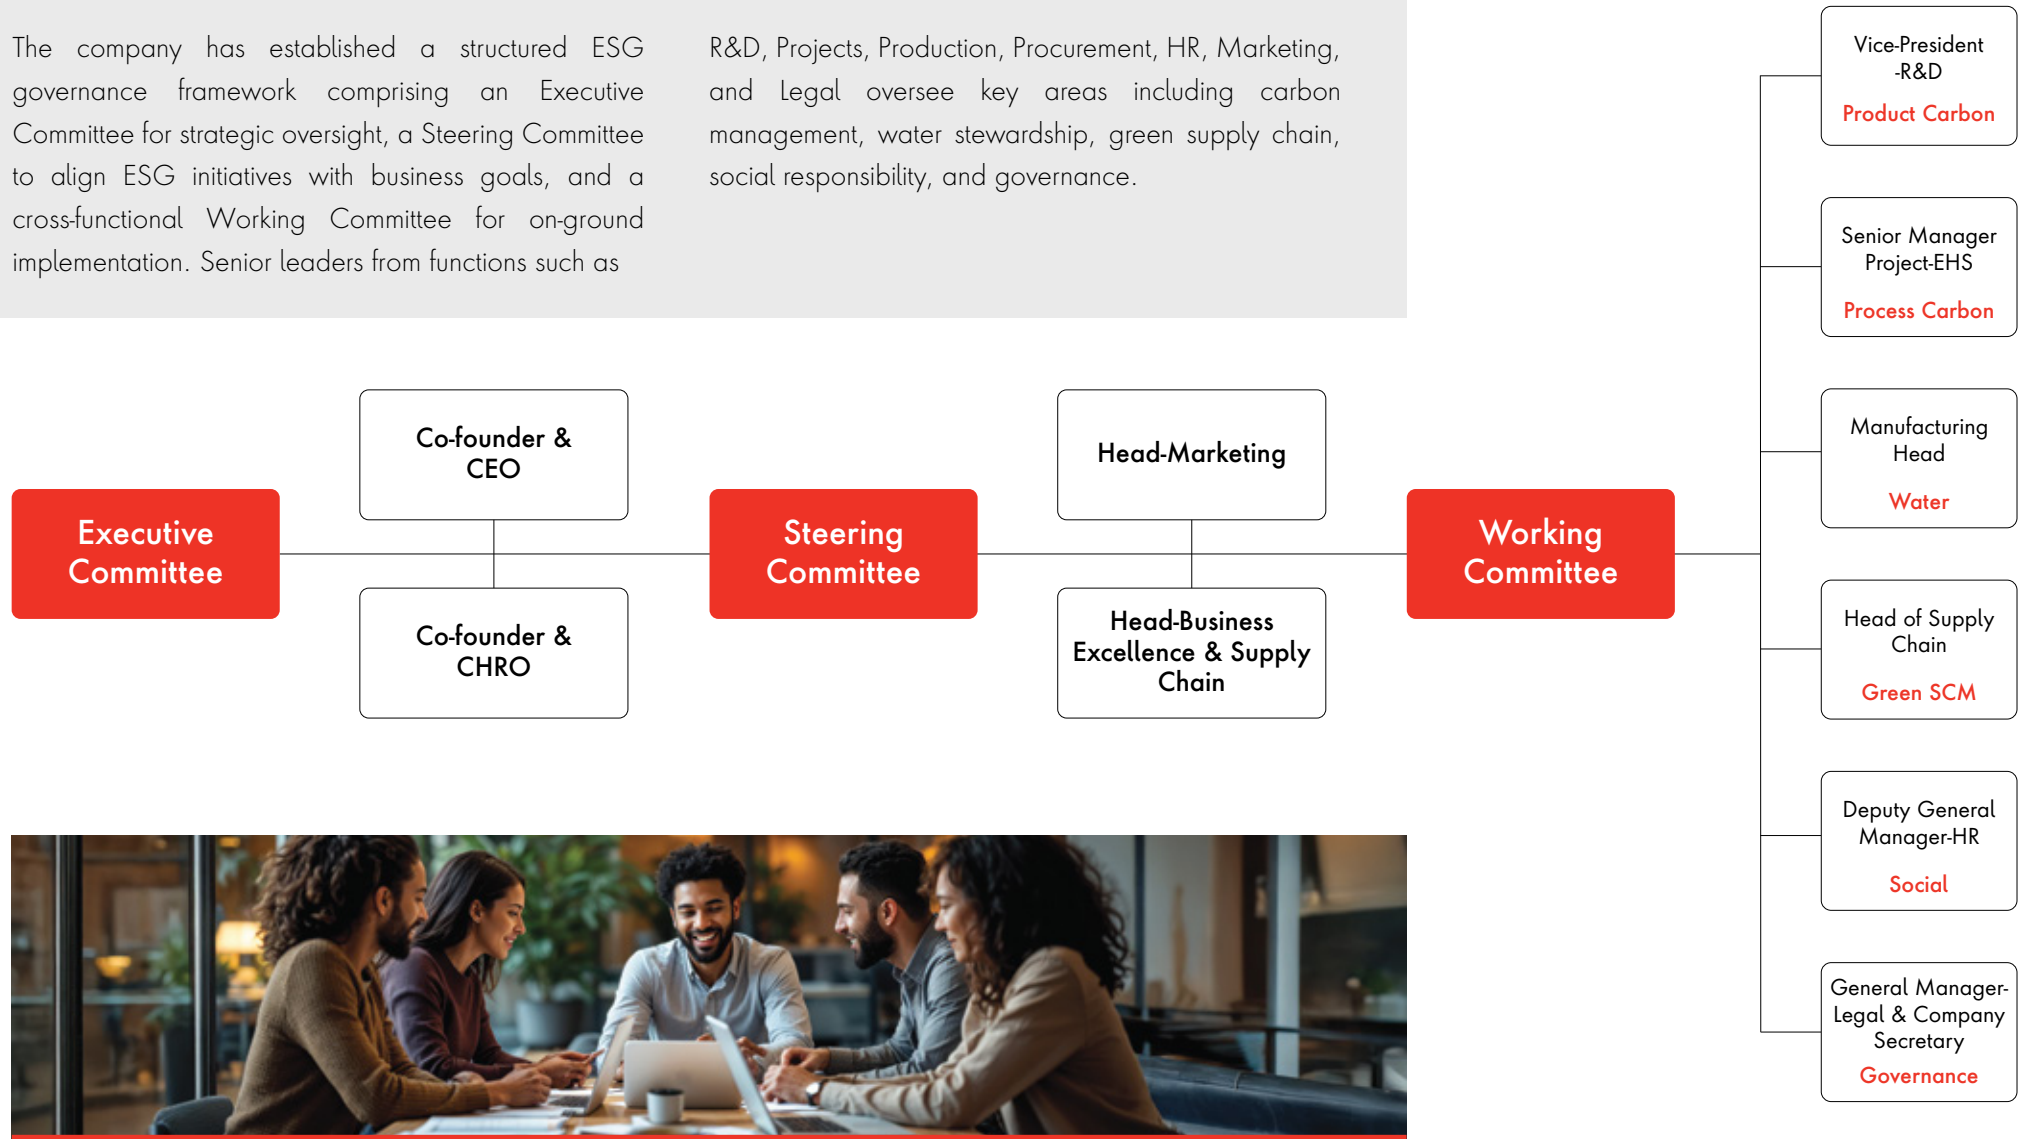 The company has established a structured ESG
governance framework comprising an Executive
Committee for strategic oversight, a Steering Committee
to align ESG initiatives with business goals, and a
cross-functional Working Committee for on-ground
implementation. Senior leaders from functions such as
R&D, Projects, Production, Procurement, HR, Marketing,
and Legal oversee key areas including carbon
management, water stewardship, green supply chain,
social responsibility, and governance.
Executive
Committee
Co-founder &
CEO
Co-founder &
CHRO
Steering
Committee
Head-Marketing
Head-Business
Excellence & Supply
Chain
Working
Committee
Vice-President
-R&D
Product Carbon
Senior Manager
Project-EHS
Process Carbon
Manufacturing
Head
Water
Head of Supply
Chain
Green SCM
Deputy General
Manager-HR
Social
General Manager-
Legal & Company
Secretary
Governance